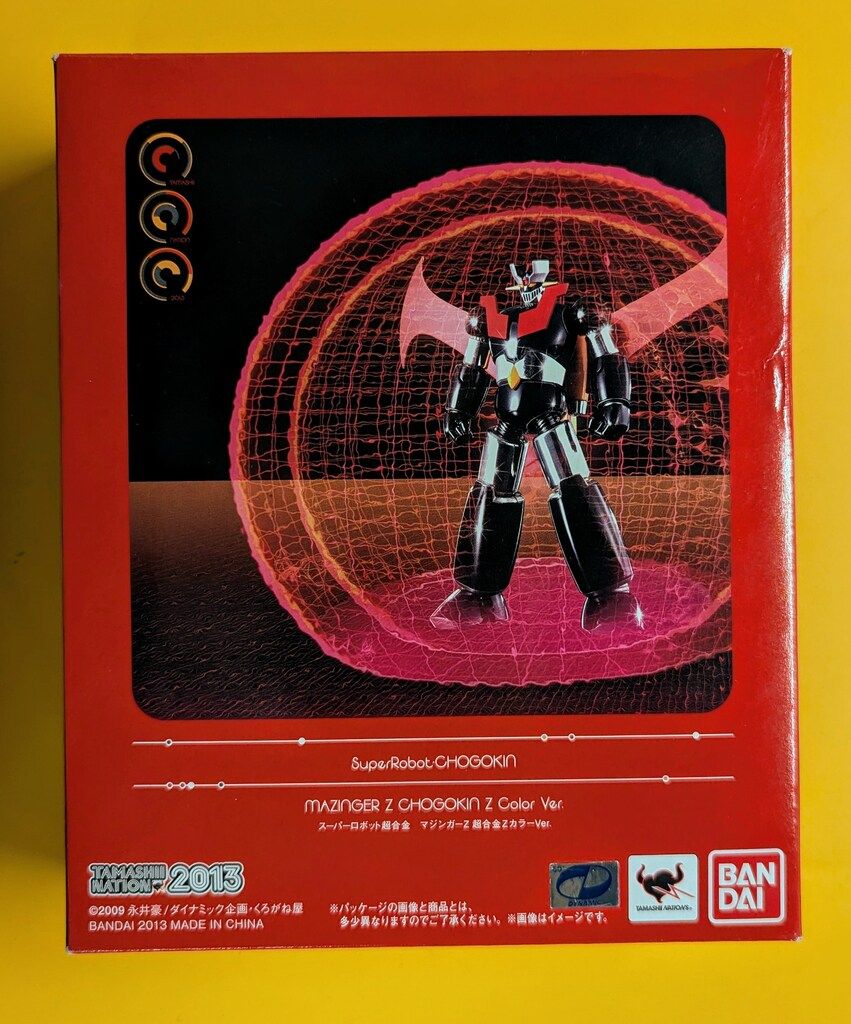 TAMASHII
NATION
2013
SuperRobot CHOGOKIN
MAZINGER Z CHOGOKIN Z Color Ver.
スーパーロボット超合金 マジンガーZ 超合金ZカラーVer.
TAMASHII NATION 2013
©2009 永井豪/ダイナミック企画・くろがね屋
BANDAI 2013 MADE IN CHINA
※パッケージの画像と商品とは、
多少異なりますのでご了承ください。※画像はイメージです。
DYNAMIC
TAMASHII NATIONS
BAN
DAI